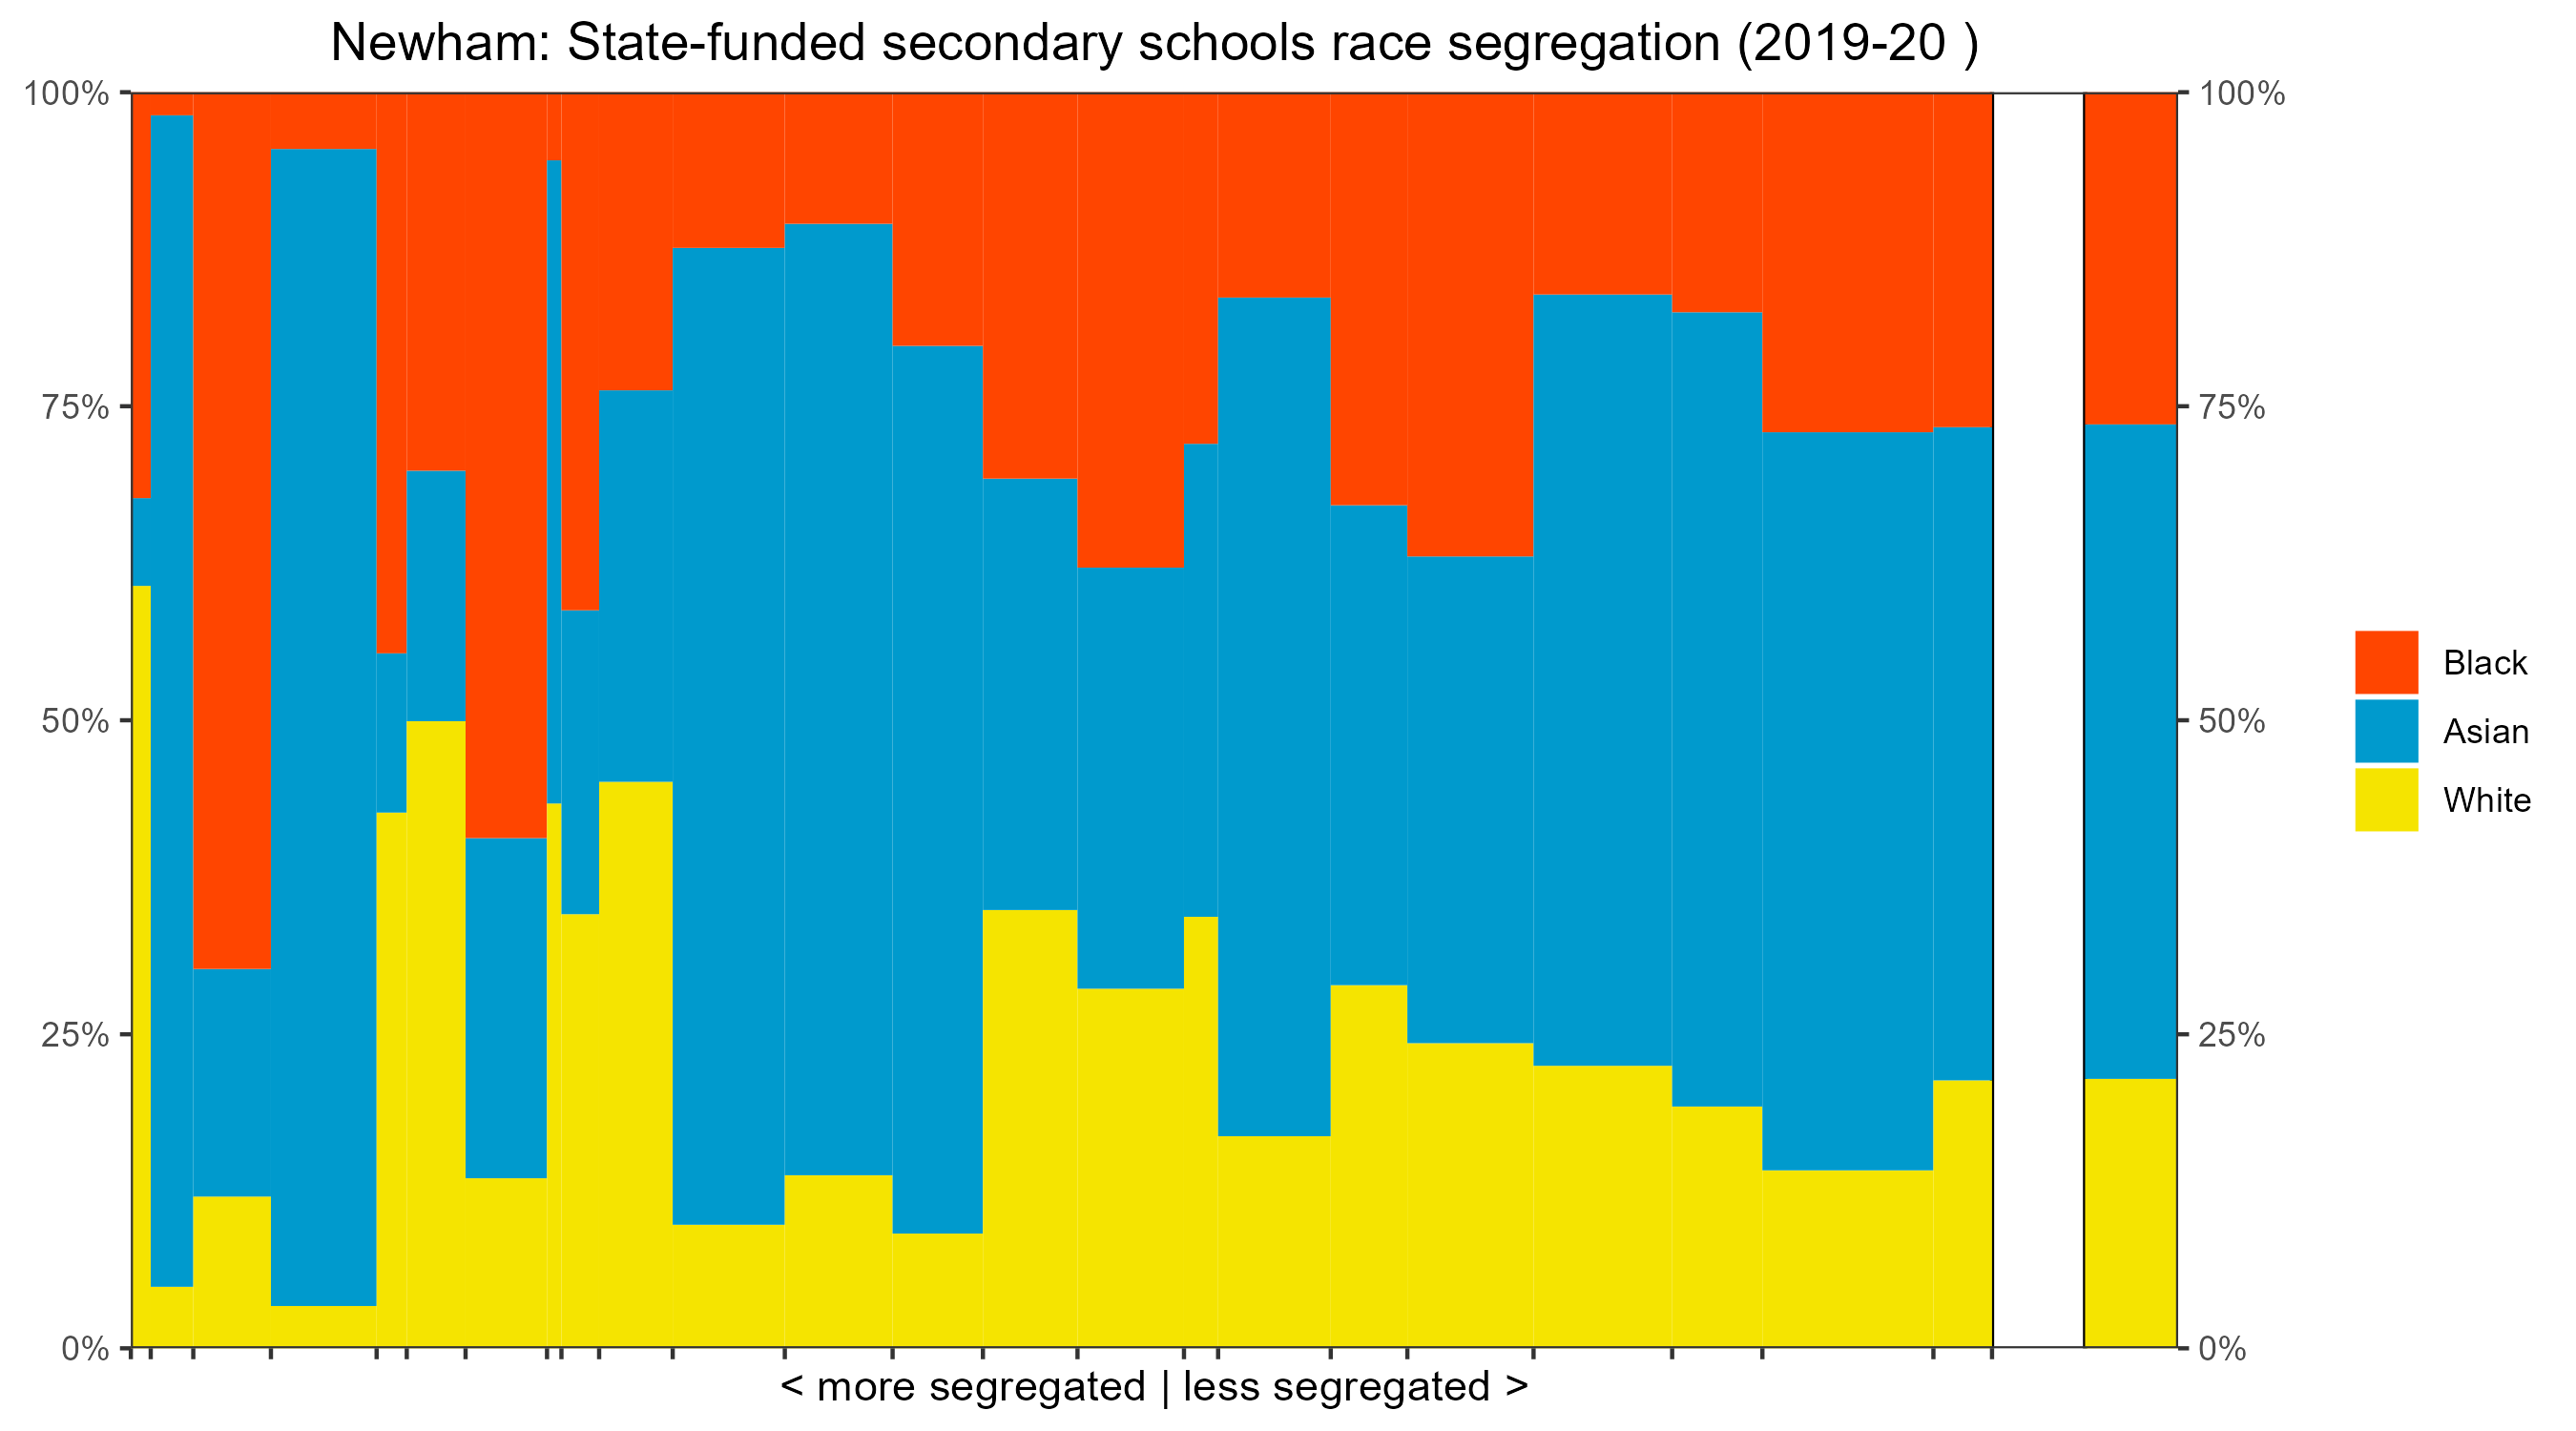 Newham: State-funded secondary schools race segregation (2019-20 )
100%
75%
50%
25%
0%
100%
75%
50%
25%
0%
< more segregated | less segregated >
Black
Asian
White